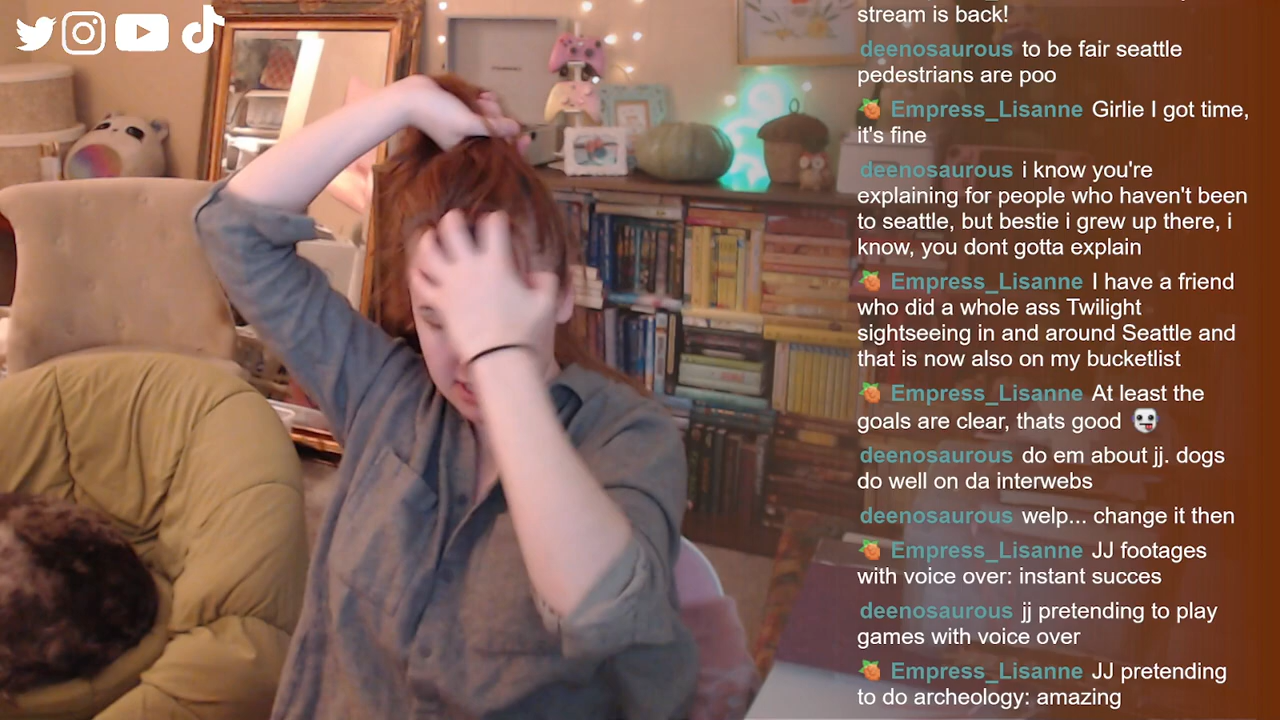 stream is back!
deenosaurous to be fair seattle
pedestrians are poo
Empress_Lisanne Girlie I got time,
it's fine
deenosaurous i know you're
explaining for people who haven't been
to seattle, but bestie i grew up there, i
know, you dont gotta explain
Empress_Lisanne I have a friend
who did a whole ass Twilight
sightseeing in and around Seattle and
that is now also on my bucketlist
Empress_Lisanne At least the
goals are clear, thats good
deenosaurous do em about jj. dogs
do well on da interwebs
deenosaurous welp... change it then
Empress_Lisanne JJ footages
with voice over: instant succes
deenosaurous jj pretending to play
games with voice over
Empress_Lisanne JJ pretending
to do archeology: amazing